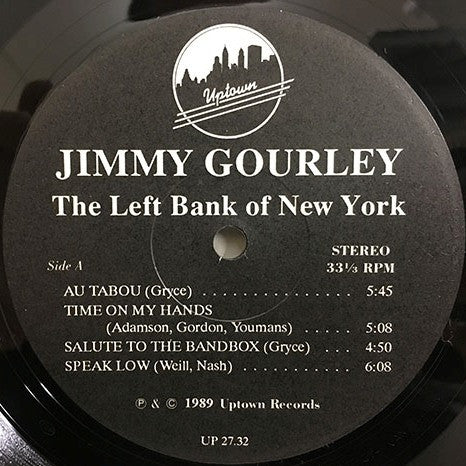 Uptown
JIMMY GOURLEY
The Left Bank of New York
STEREO
Side A
33⅓ RPM
AU TABOU (Gryce) . . . . . . . . . . . . . 5:45
TIME ON MY HANDS
(Adamson, Gordon, Youmans) . . . 5:08
SALUTE TO THE BANDBOX (Gryce) . . 4:50
SPEAK LOW (Weill, Nash) . . . . . . . . . . 6:08
℗ & © 1989 Uptown Records
UP 27.32